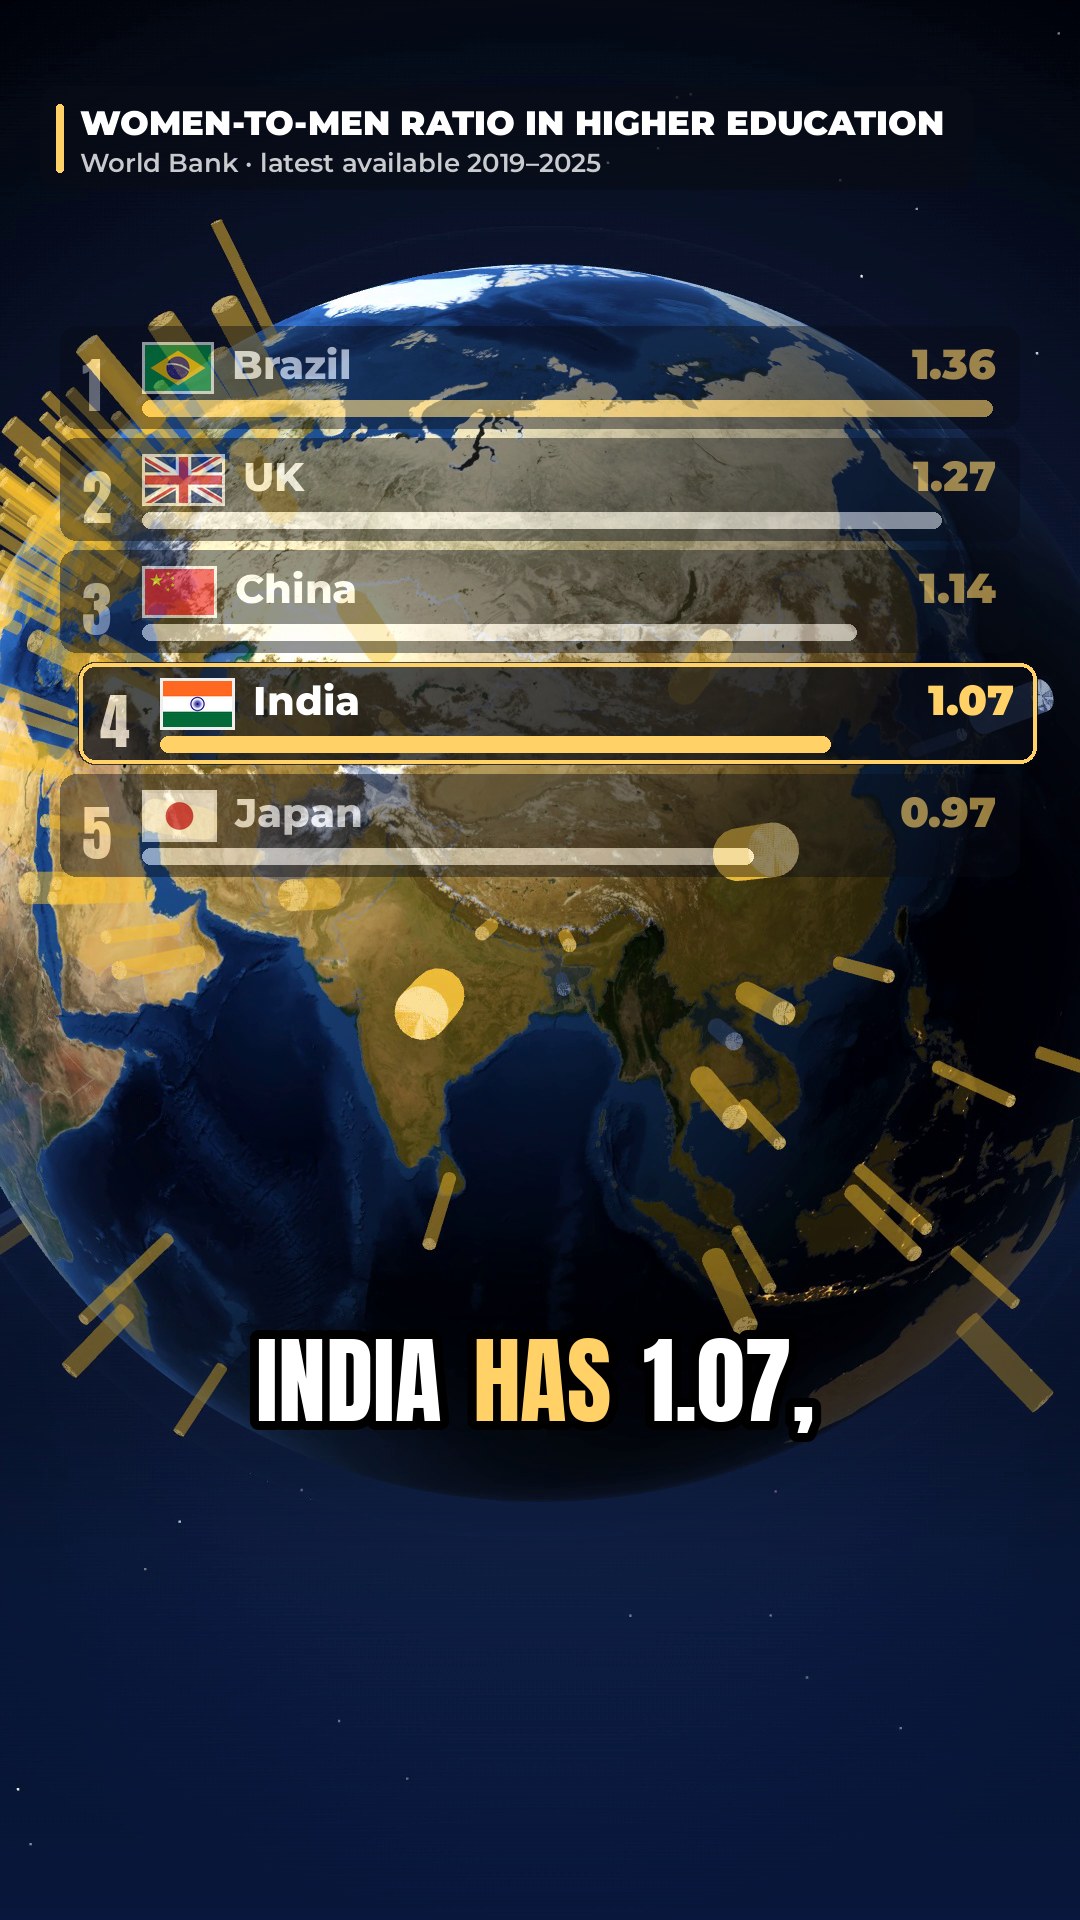 WOMEN-TO-MEN RATIO IN HIGHER EDUCATION
World Bank · latest available 2019–2025
1 Brazil 1.36
2 UK 1.27
3 China 1.14
4 India 1.07
5 Japan 0.97
INDIA HAS 1.07,